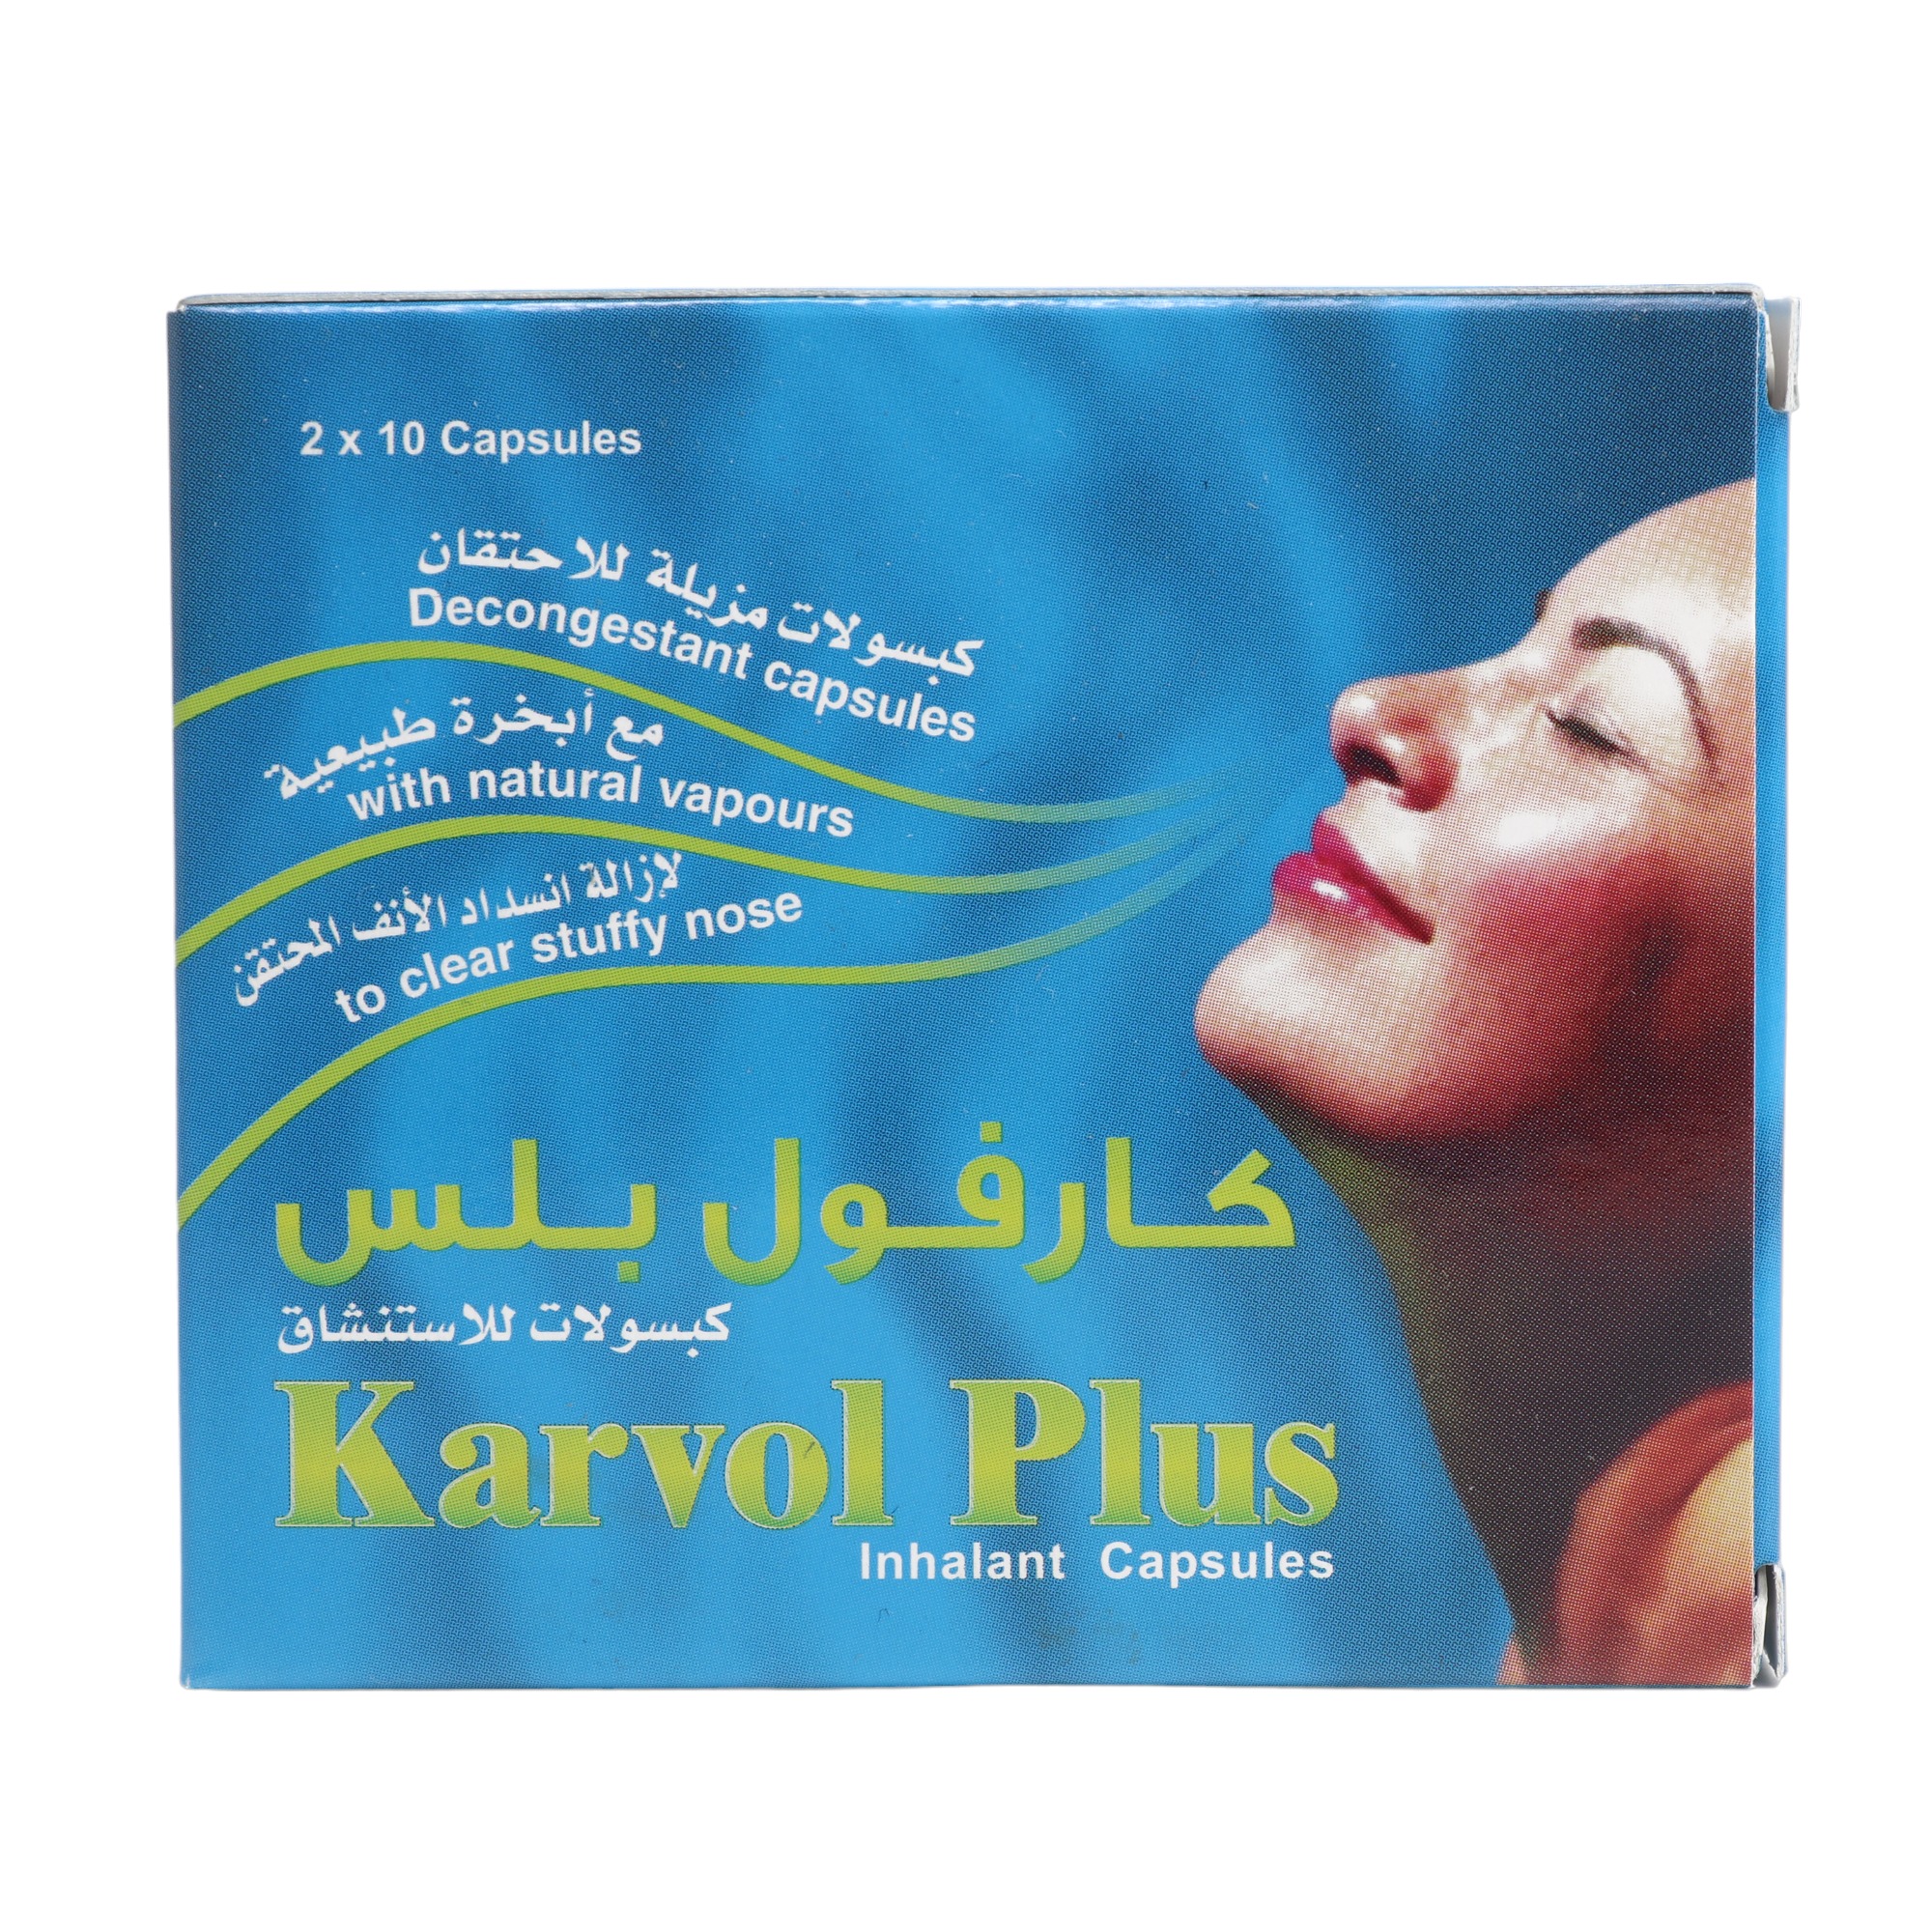 2 x 10 Capsules
كبسولات مزيلة للاحتقان
Decongestant capsules
مع أبخرة طبيعية
with natural vapours
لإزالة انسداد الأنف المحتقن
to clear stuffy nose
كارفول بلس
كبسولات للاستنشاق
Karvol Plus
Inhalant Capsules